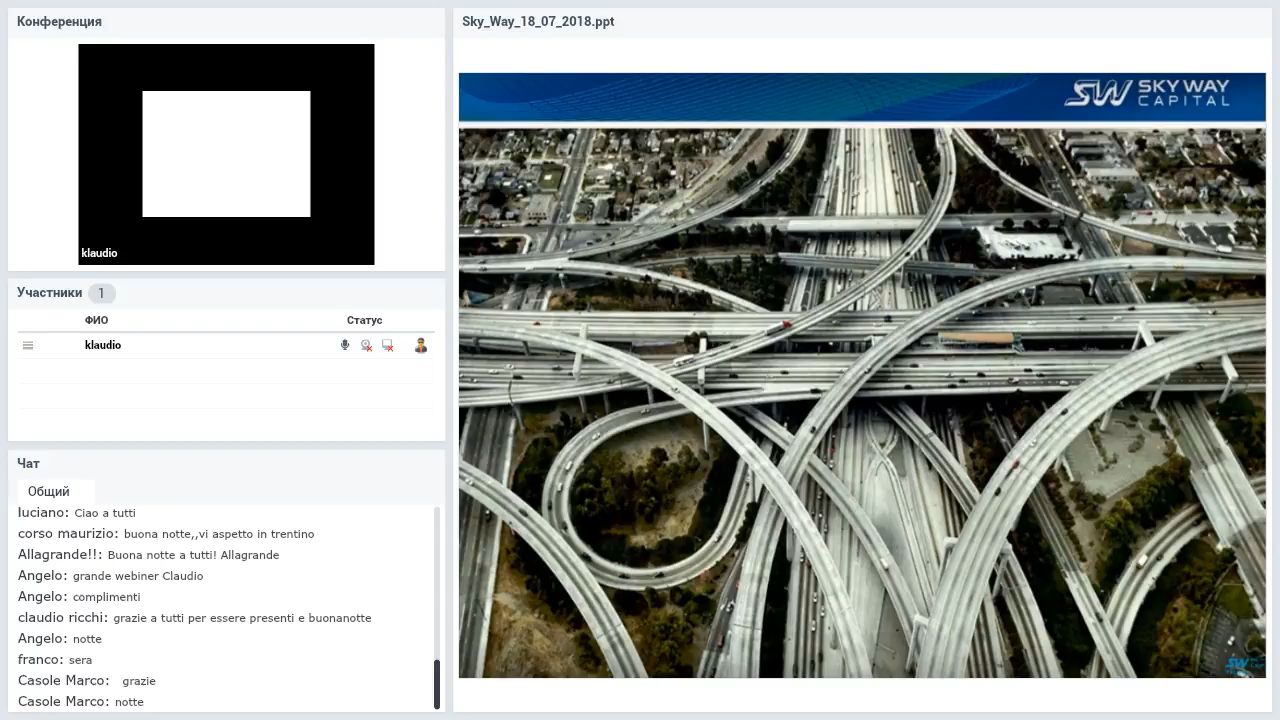 Конференция
klaudio
Участники 1
ФИО Статус
klaudio
Чат
Общий
luciano: Ciao a tutti
corso maurizio: buona notte,,vi aspetto in trentino
Allagrande!!: Buona notte a tutti! Allagrande
Angelo: grande webiner Claudio
Angelo: complimenti
claudio ricchi: grazie a tutti per essere presenti e buonanotte
Angelo: notte
franco: sera
Casole Marco: grazie
Casole Marco: notte
Sky_Way_18_07_2018.ppt
SW SKY WAY
CAPITAL
SW